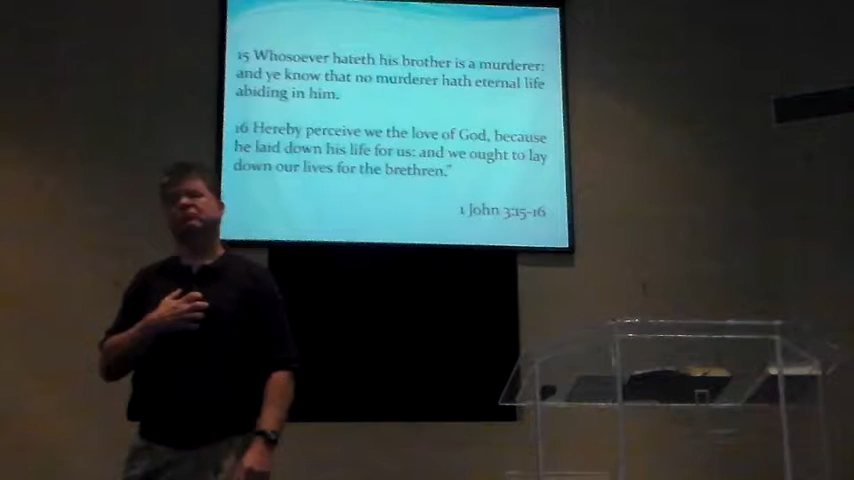 15 Whosoever hateth his brother is a murderer:
and ye know that no murderer hath eternal life
abiding in him.
16 Hereby perceive we the love of God, because
he laid down his life for us: and we ought to lay
down our lives for the brethren."
1 John 3:15-16